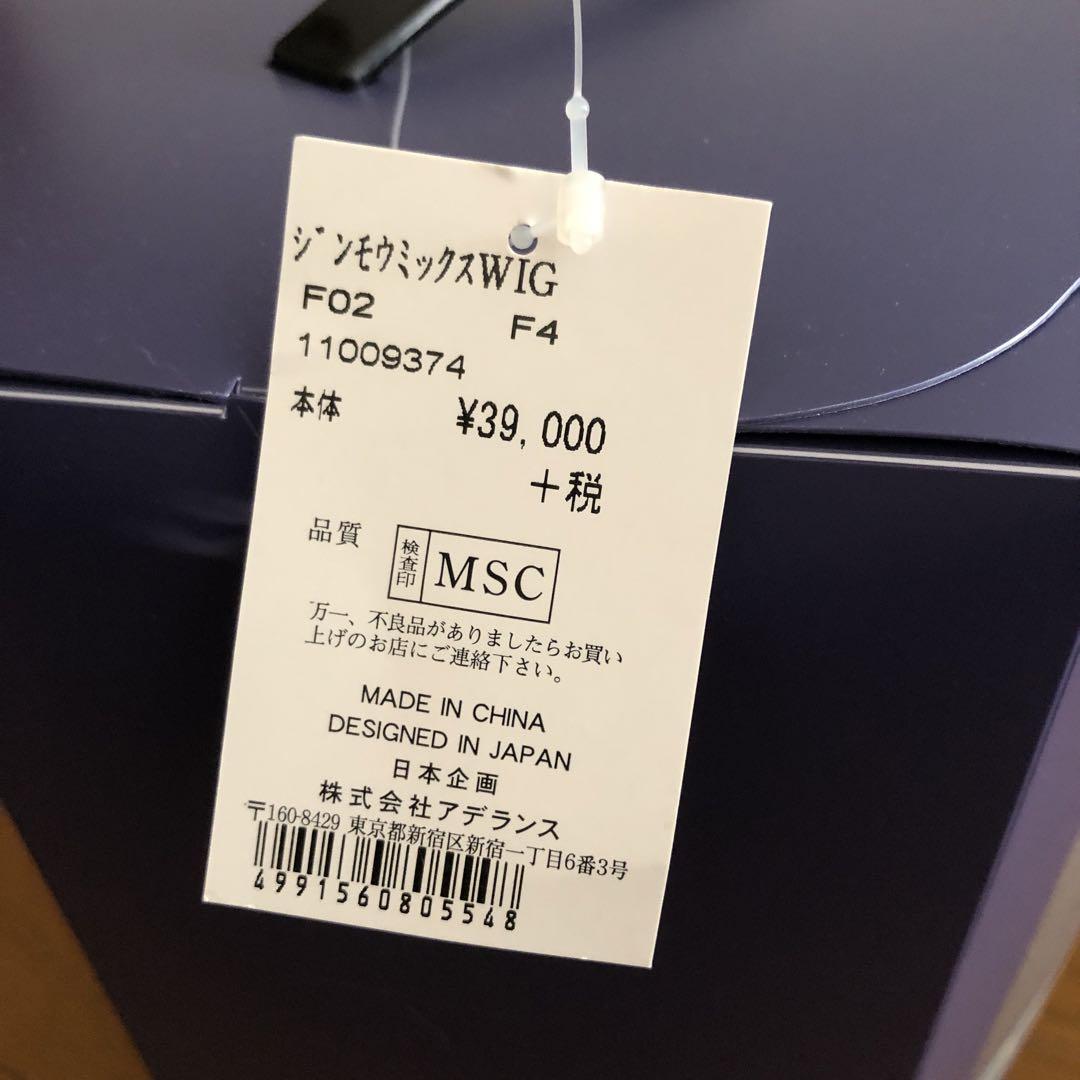 ジンモウミックスWIG
F02 F4
11009374
本体 ¥39,000
+税
品質 検査印 MSC
万一、不良品がありましたらお買い
上げのお店にご連絡下さい。
MADE IN CHINA
DESIGNED IN JAPAN
日本企画
株式会社アデランス
〒160-8429 東京都新宿区新宿一丁目6番3号
4991560805548